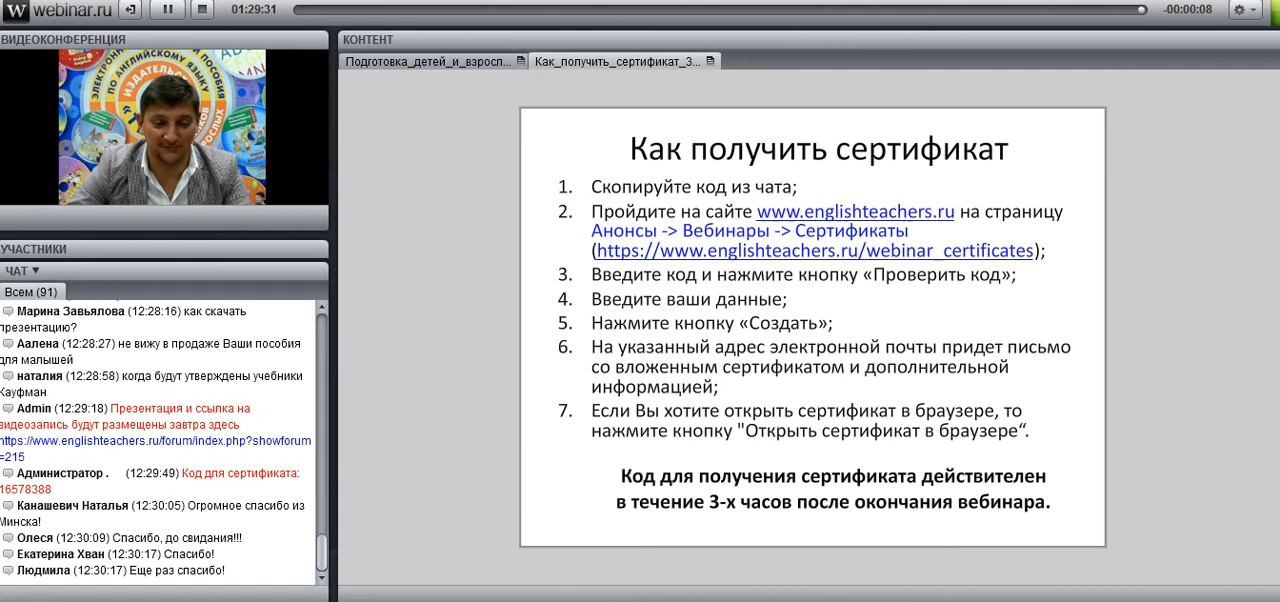 W webinar.ru 01:29:31 -00:00:08
ВИДЕОКОНФЕРЕНЦИЯ
ЭЛЕКТРОННЫЕ
ПО АНГЛИЙСКОМУ ЯЗЫКУ
И ПОСОБИЯ
ИЗДАТЕЛЬСТВО
УЧАСТНИКИ
ЧАТ
Всем (91)
Марина Завьялова (12:28:16) как скачать
презентацию?
Аалена (12:28:27) не вижу в продаже Ваши пособия
для малышей
наталия (12:28:58) когда будут утверждены учебники
Кауфман
Admin (12:29:18) Презентация и ссылка на
видеозапись будут размещены завтра здесь
https://www.englishteachers.ru/forum/index.php?showforum
=215
Администратор . (12:29:49) Код для сертификата:
16578388
Канашевич Наталья (12:30:05) Огромное спасибо из
Минска!
Олеся (12:30:09) Спасибо, до свидания!!!
Екатерина Хван (12:30:17) Спасибо!
Людмила (12:30:17) Еще раз спасибо!
КОНТЕНТ
Подготовка_детей_и_взросл... Как_получить_сертификат_3...
Как получить сертификат
1. Скопируйте код из чата;
2. Пройдите на сайте www.englishteachers.ru на страницу
Анонсы -> Вебинары -> Сертификаты
(https://www.englishteachers.ru/webinar_certificates);
3. Введите код и нажмите кнопку «Проверить код»;
4. Введите ваши данные;
5. Нажмите кнопку «Создать»;
6. На указанный адрес электронной почты придет письмо
со вложенным сертификатом и дополнительной
информацией;
7. Если Вы хотите открыть сертификат в браузере, то
нажмите кнопку "Открыть сертификат в браузере“.
Код для получения сертификата действителен
в течение 3-х часов после окончания вебинара.